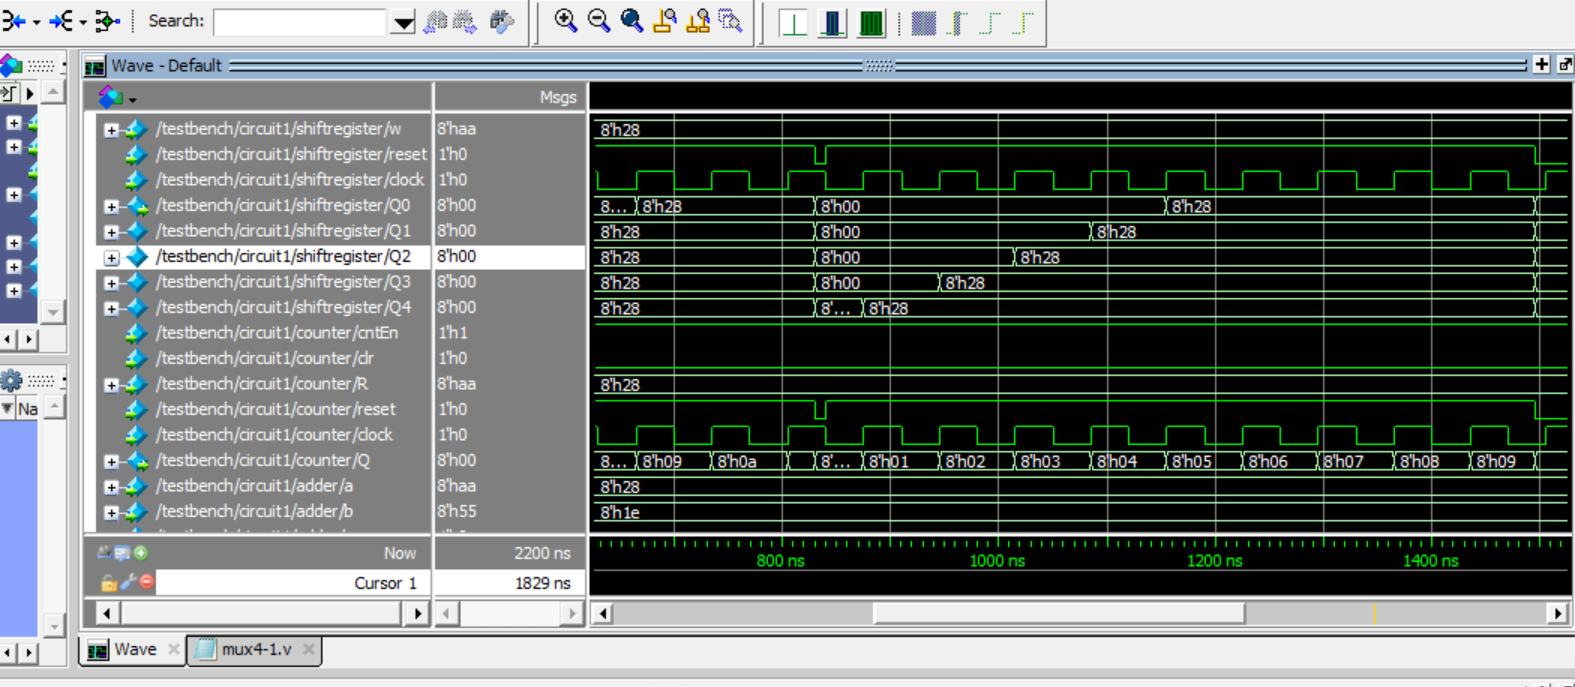 Search:
Wave - Default
Msgs
/testbench/circuit1/shiftregister/w 8'haa 8'h28
/testbench/circuit1/shiftregister/reset 1'h0
/testbench/circuit1/shiftregister/clock 1'h0
/testbench/circuit1/shiftregister/Q0 8'h00 8... 8'h28 8'h00 8'h28
/testbench/circuit1/shiftregister/Q1 8'h00 8'h28 8'h00 8'h28
/testbench/circuit1/shiftregister/Q2 8'h00 8'h28 8'h00 8'h28
/testbench/circuit1/shiftregister/Q3 8'h00 8'h28 8'h00 8'h28
/testbench/circuit1/shiftregister/Q4 8'h00 8'h28 8'... 8'h28
/testbench/circuit1/counter/cntEn 1'h1
/testbench/circuit1/counter/clr 1'h0
/testbench/circuit1/counter/R 8'haa 8'h28
Na /testbench/circuit1/counter/reset 1'h0
/testbench/circuit1/counter/clock 1'h0
/testbench/circuit1/counter/Q 8'h00 8... 8'h09 8'h0a 8'... 8'h01 8'h02 8'h03 8'h04 8'h05 8'h06 8'h07 8'h08 8'h09
/testbench/circuit1/adder/a 8'haa 8'h28
/testbench/circuit1/adder/b 8'h55 8'h1e
Now 2200 ns
800 ns 1000 ns 1200 ns 1400 ns
Cursor 1 1829 ns
Wave mux4-1.v